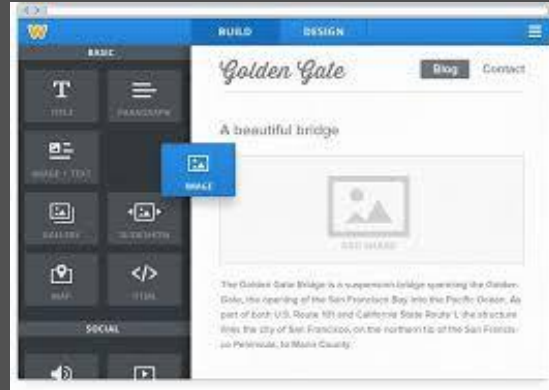 W
BUILD DESIGN
BASIC
Golden Gate Blog Contact
T
TITLE PARAGRAPH
A beautiful bridge
IMAGE + TEXT
IMAGE
GALLERY SLIDESHOW
ADD IMAGE
</>
MAP HTML
The Golden Gate Bridge is a suspension bridge spanning the Golden
Gate, the opening of the San Francisco Bay into the Pacific Ocean. As
part of both U.S. Route 101 and California State Route 1, the structure
links the city of San Francisco, on the northern tip of the San Francis-
co Peninsula, to Marin County.
SOCIAL